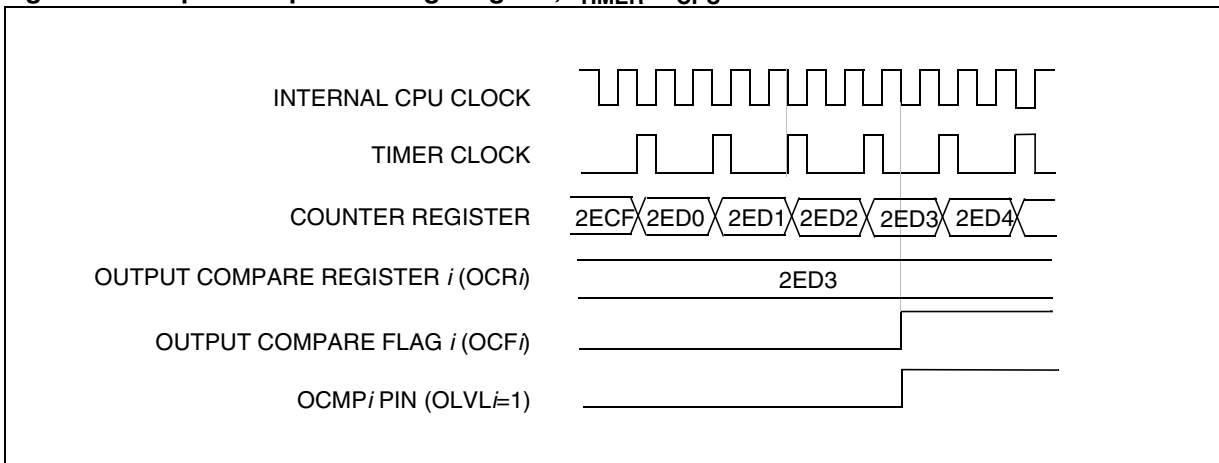 INTERNAL CPU CLOCK
TIMER CLOCK
COUNTER REGISTER 2ECF 2ED0 2ED1 2ED2 2ED3 2ED4
OUTPUT COMPARE REGISTER i (OCRi) 2ED3
OUTPUT COMPARE FLAG i (OCFi)
OCMPi PIN (OLVLi=1)